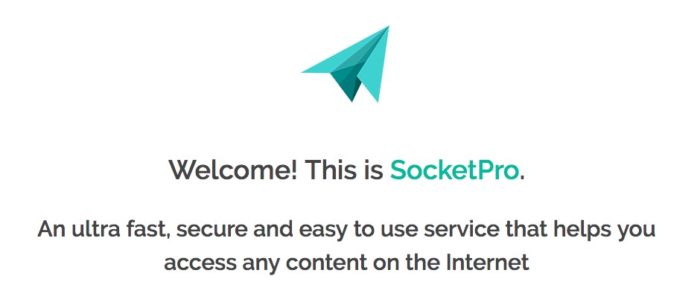 Welcome! This is SocketPro.
An ultra fast, secure and easy to use service that helps you
access any content on the Internet